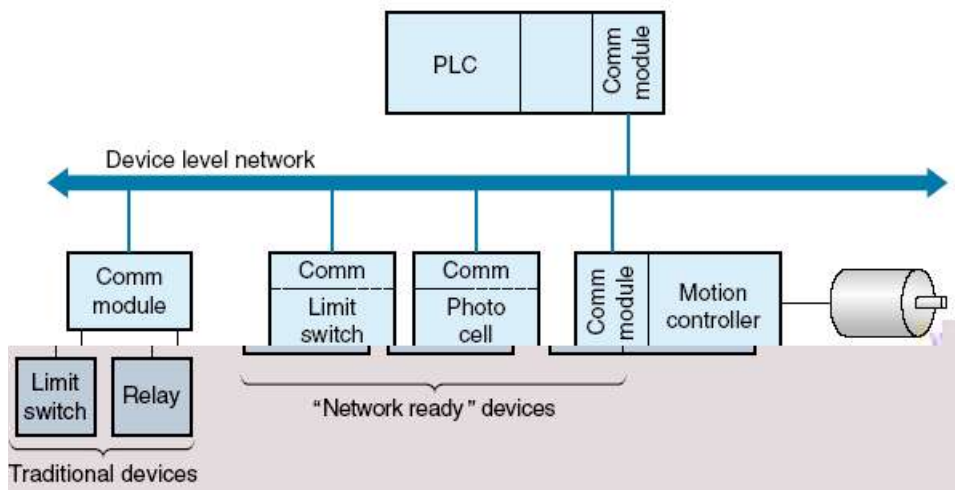 PLC
Comm
module
Device level network
Comm
module
Comm
Limit
switch
Comm
Photo
cell
Comm
module
Motion
controller
Limit
switch
Relay
"Network ready" devices
Traditional devices